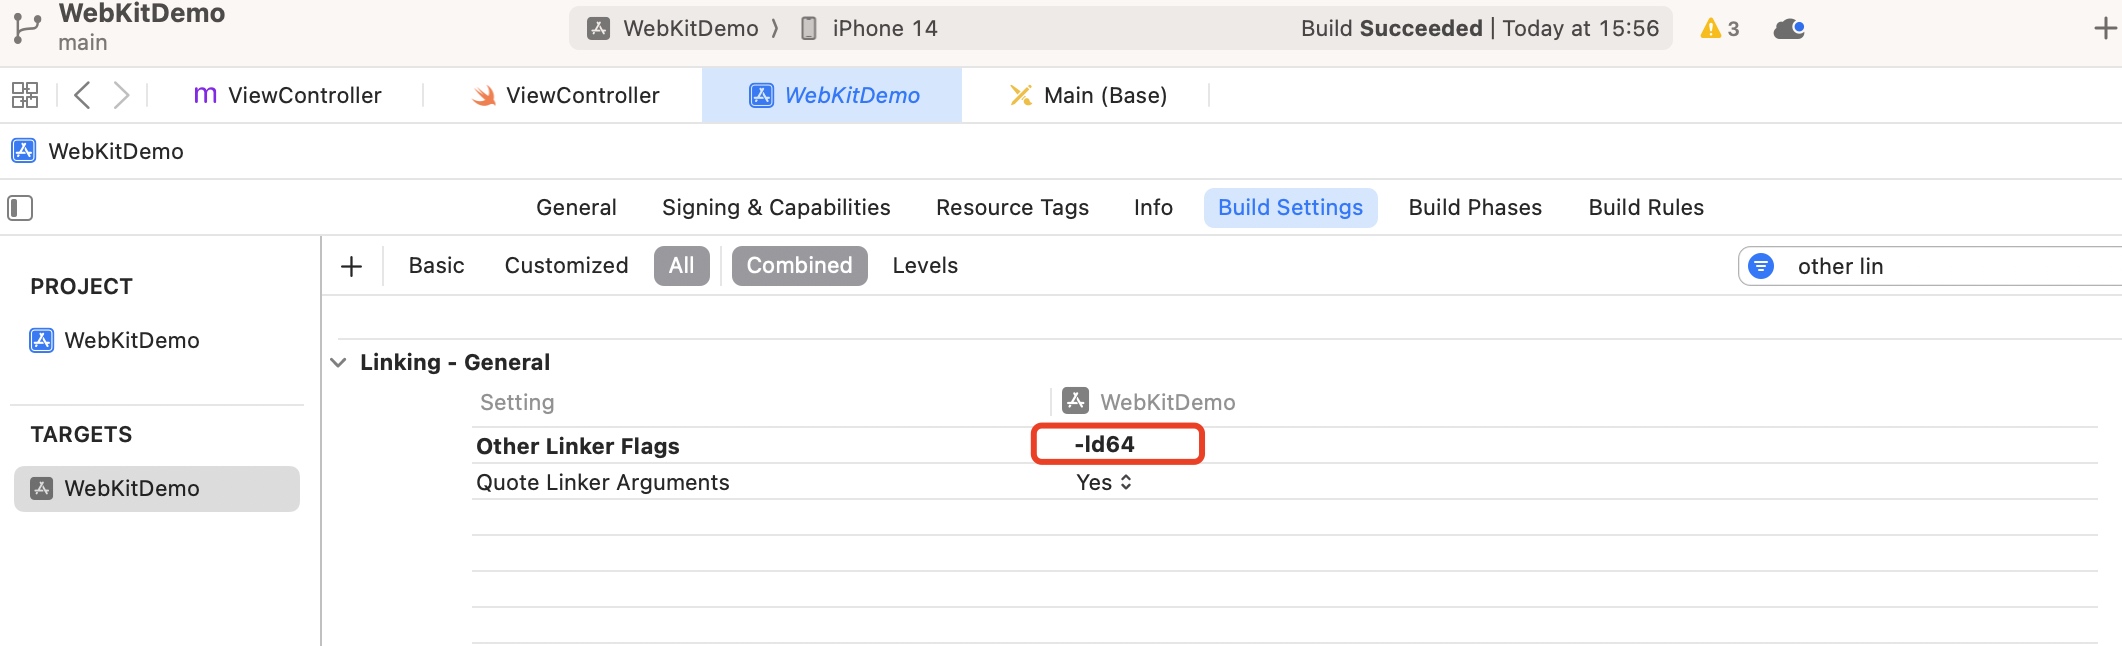 WebKitDemo
main
WebKitDemo 〉 iPhone 14
Build Succeeded | Today at 15:56
3
m ViewController
ViewController
WebKitDemo
Main (Base)
WebKitDemo
General
Signing & Capabilities
Resource Tags
Info
Build Settings
Build Phases
Build Rules
PROJECT
WebKitDemo
TARGETS
WebKitDemo
+ Basic Customized All Combined Levels
other lin
Linking - General
Setting WebKitDemo
Other Linker Flags -ld64
Quote Linker Arguments Yes